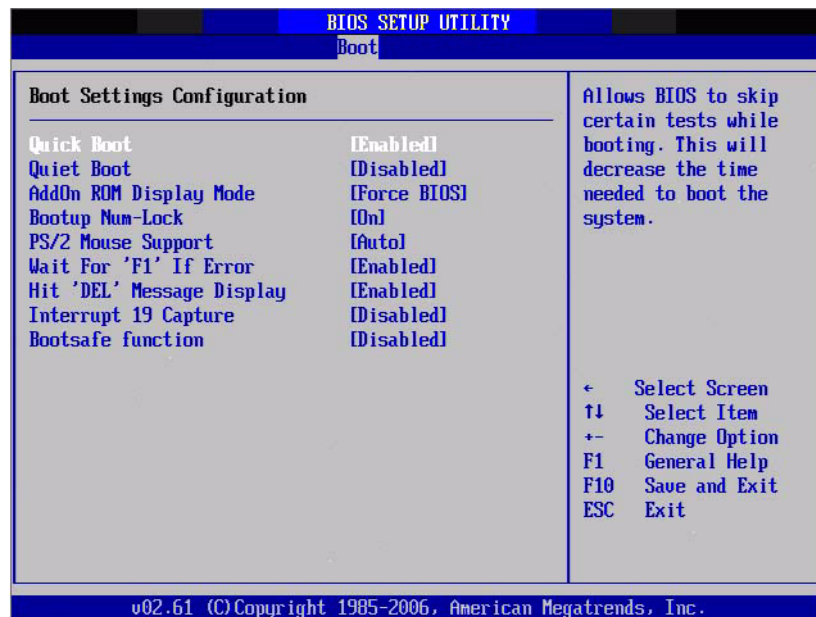 BIOS SETUP UTILITY
Boot
Boot Settings Configuration
Quick Boot [Enabled]
Quiet Boot [Disabled]
AddOn ROM Display Mode [Force BIOS]
Bootup Num-Lock [On]
PS/2 Mouse Support [Auto]
Wait For 'F1' If Error [Enabled]
Hit 'DEL' Message Display [Enabled]
Interrupt 19 Capture [Disabled]
Bootsafe function [Disabled]
Allows BIOS to skip
certain tests while
booting. This will
decrease the time
needed to boot the
system.
← Select Screen
↑↓ Select Item
+- Change Option
F1 General Help
F10 Save and Exit
ESC Exit
v02.61 (C)Copyright 1985-2006, American Megatrends, Inc.